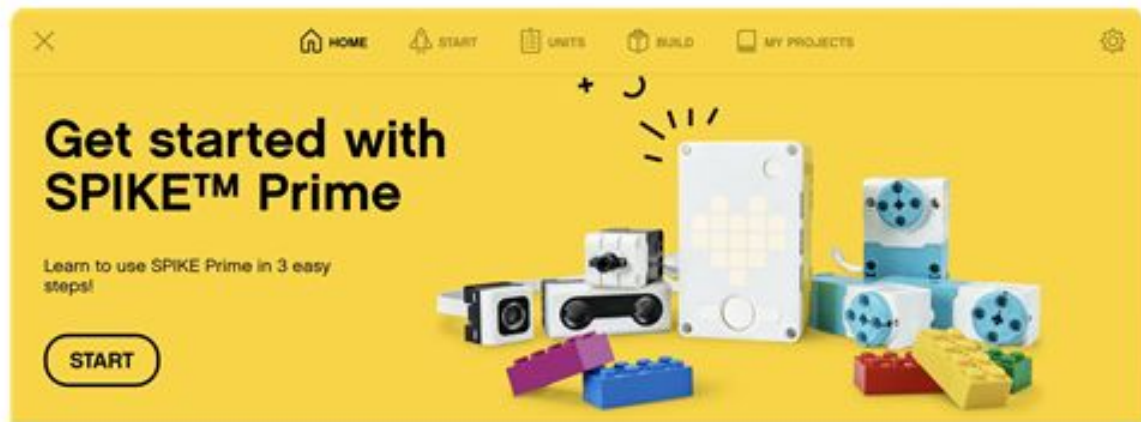 HOME
START
UNITS
BUILD
MY PROJECTS
Get started with
SPIKE™ Prime
Learn to use SPIKE Prime in 3 easy
steps!
START